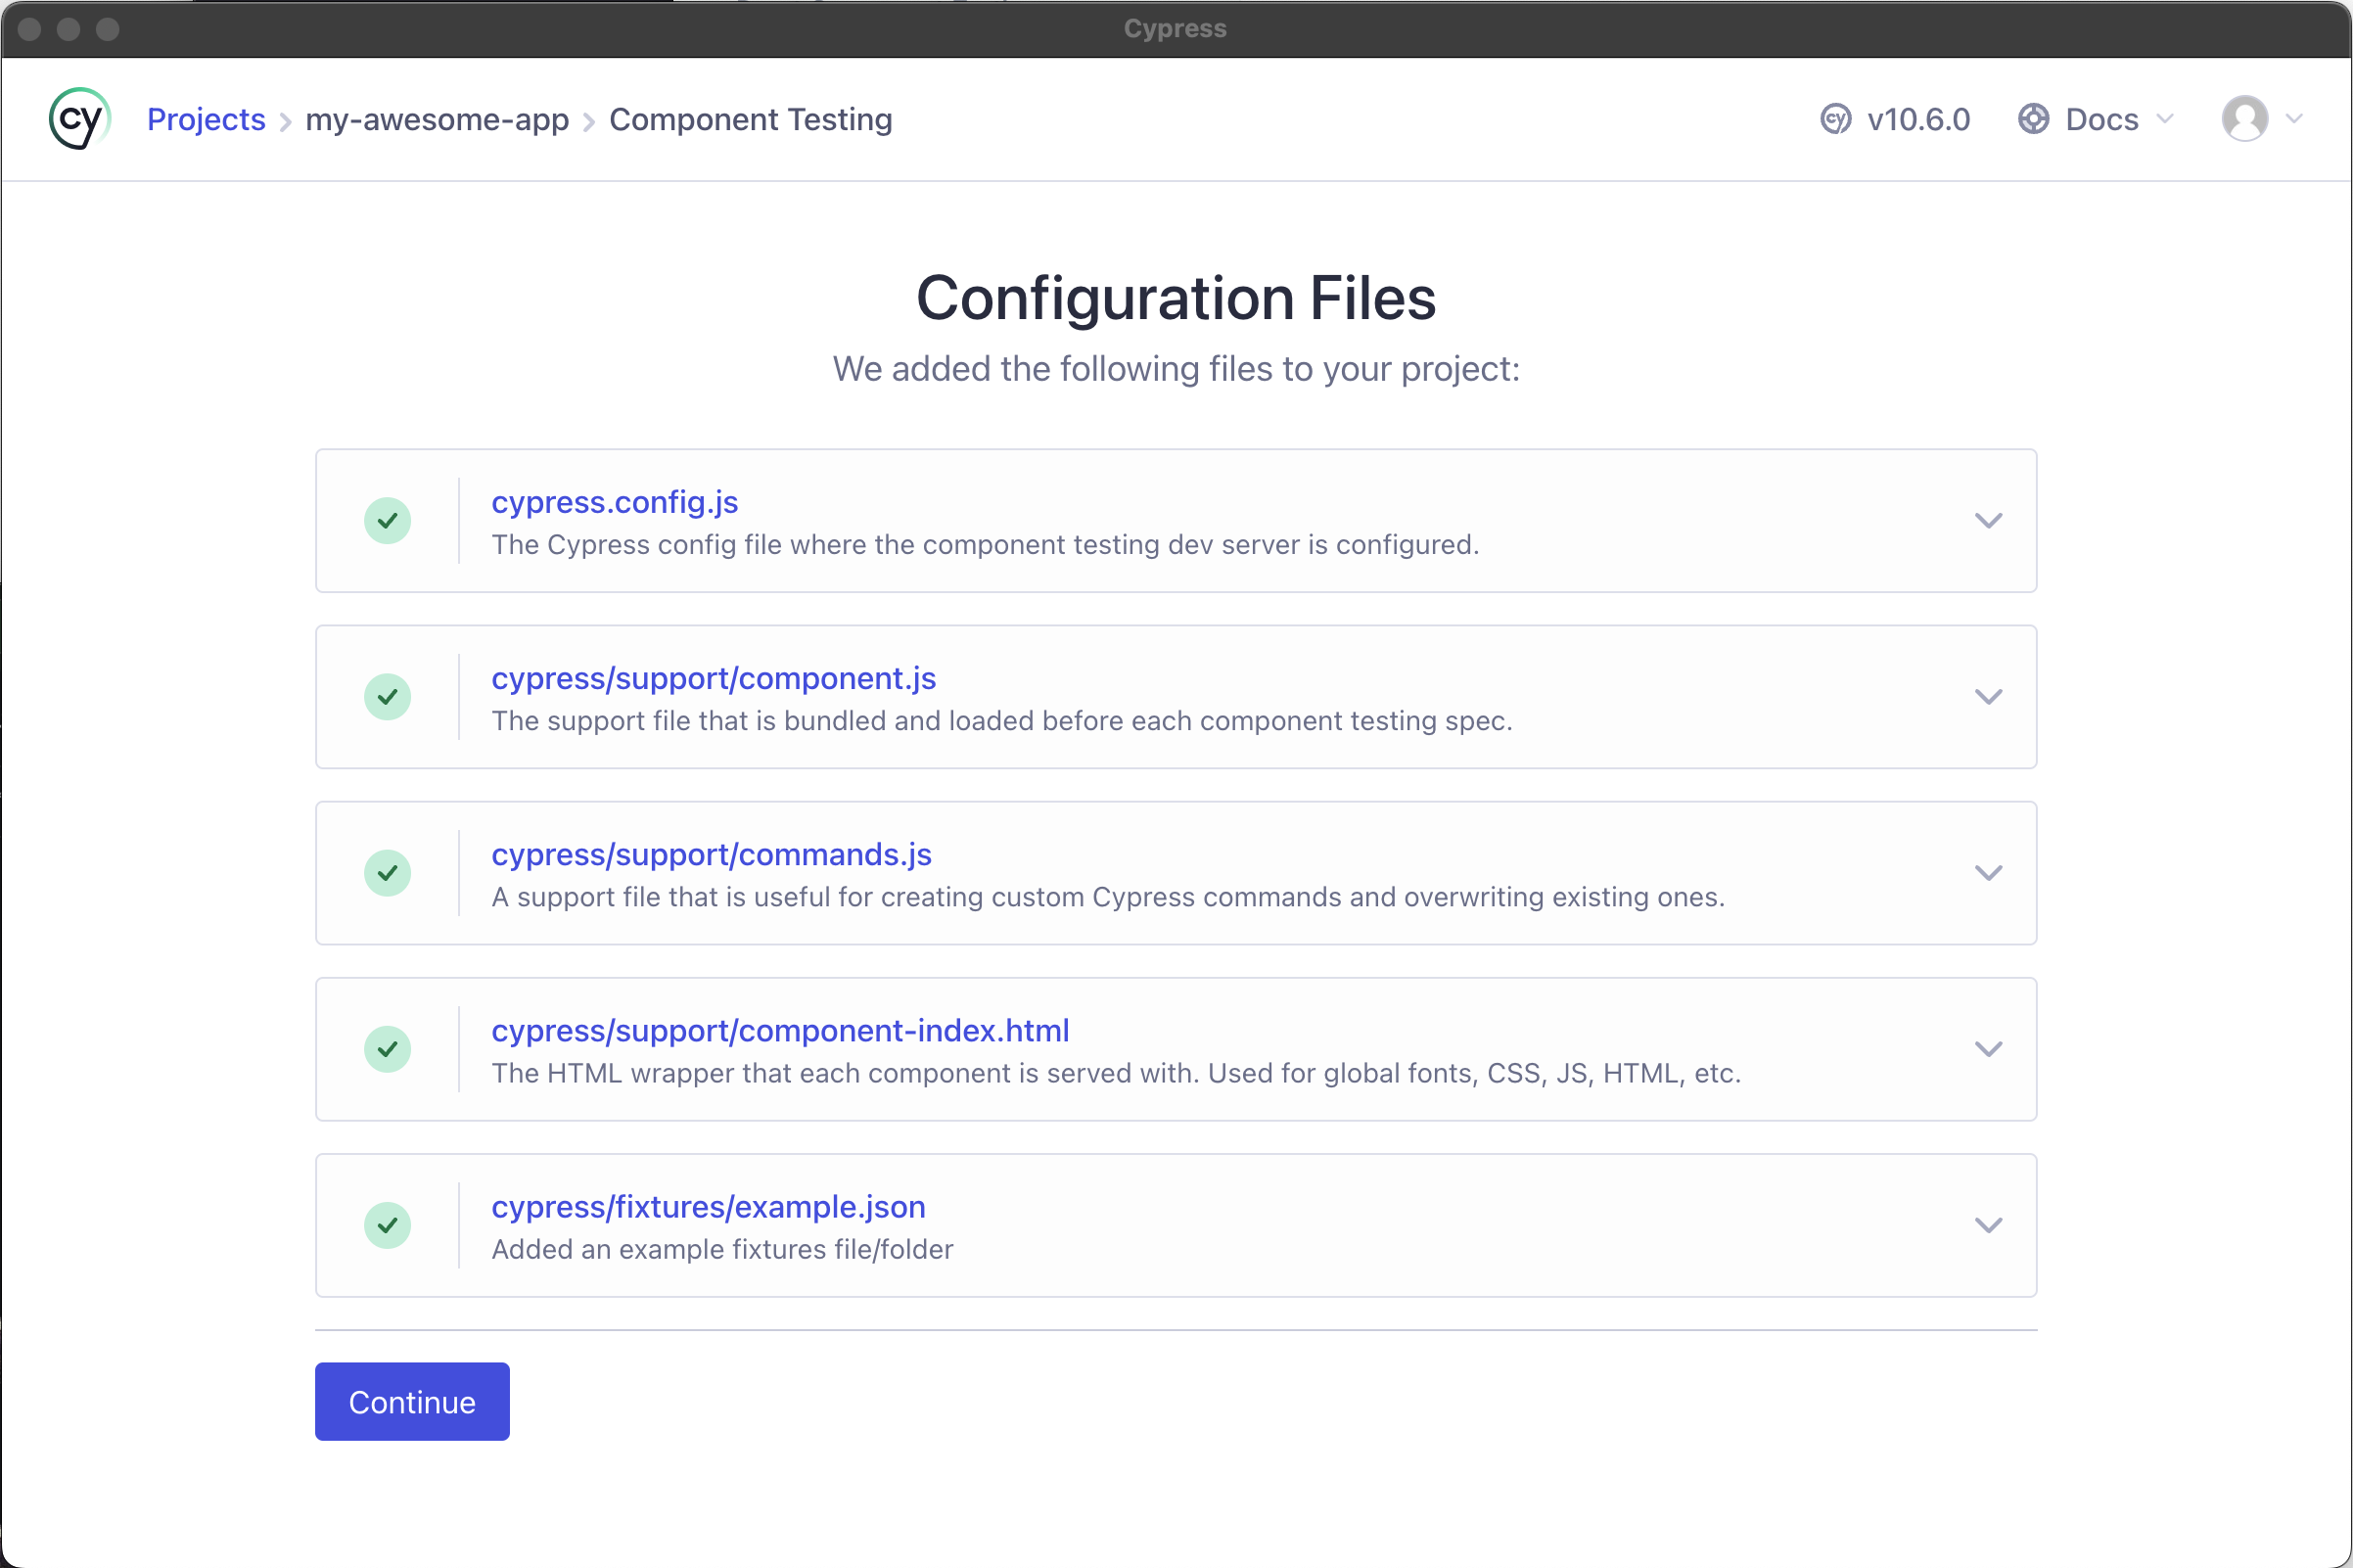 Cypress
cy Projects my-awesome-app Component Testing cy v10.6.0 Docs
Configuration Files
We added the following files to your project:
cypress.config.js
The Cypress config file where the component testing dev server is configured.
cypress/support/component.js
The support file that is bundled and loaded before each component testing spec.
cypress/support/commands.js
A support file that is useful for creating custom Cypress commands and overwriting existing ones.
cypress/support/component-index.html
The HTML wrapper that each component is served with. Used for global fonts, CSS, JS, HTML, etc.
cypress/fixtures/example.json
Added an example fixtures file/folder
Continue